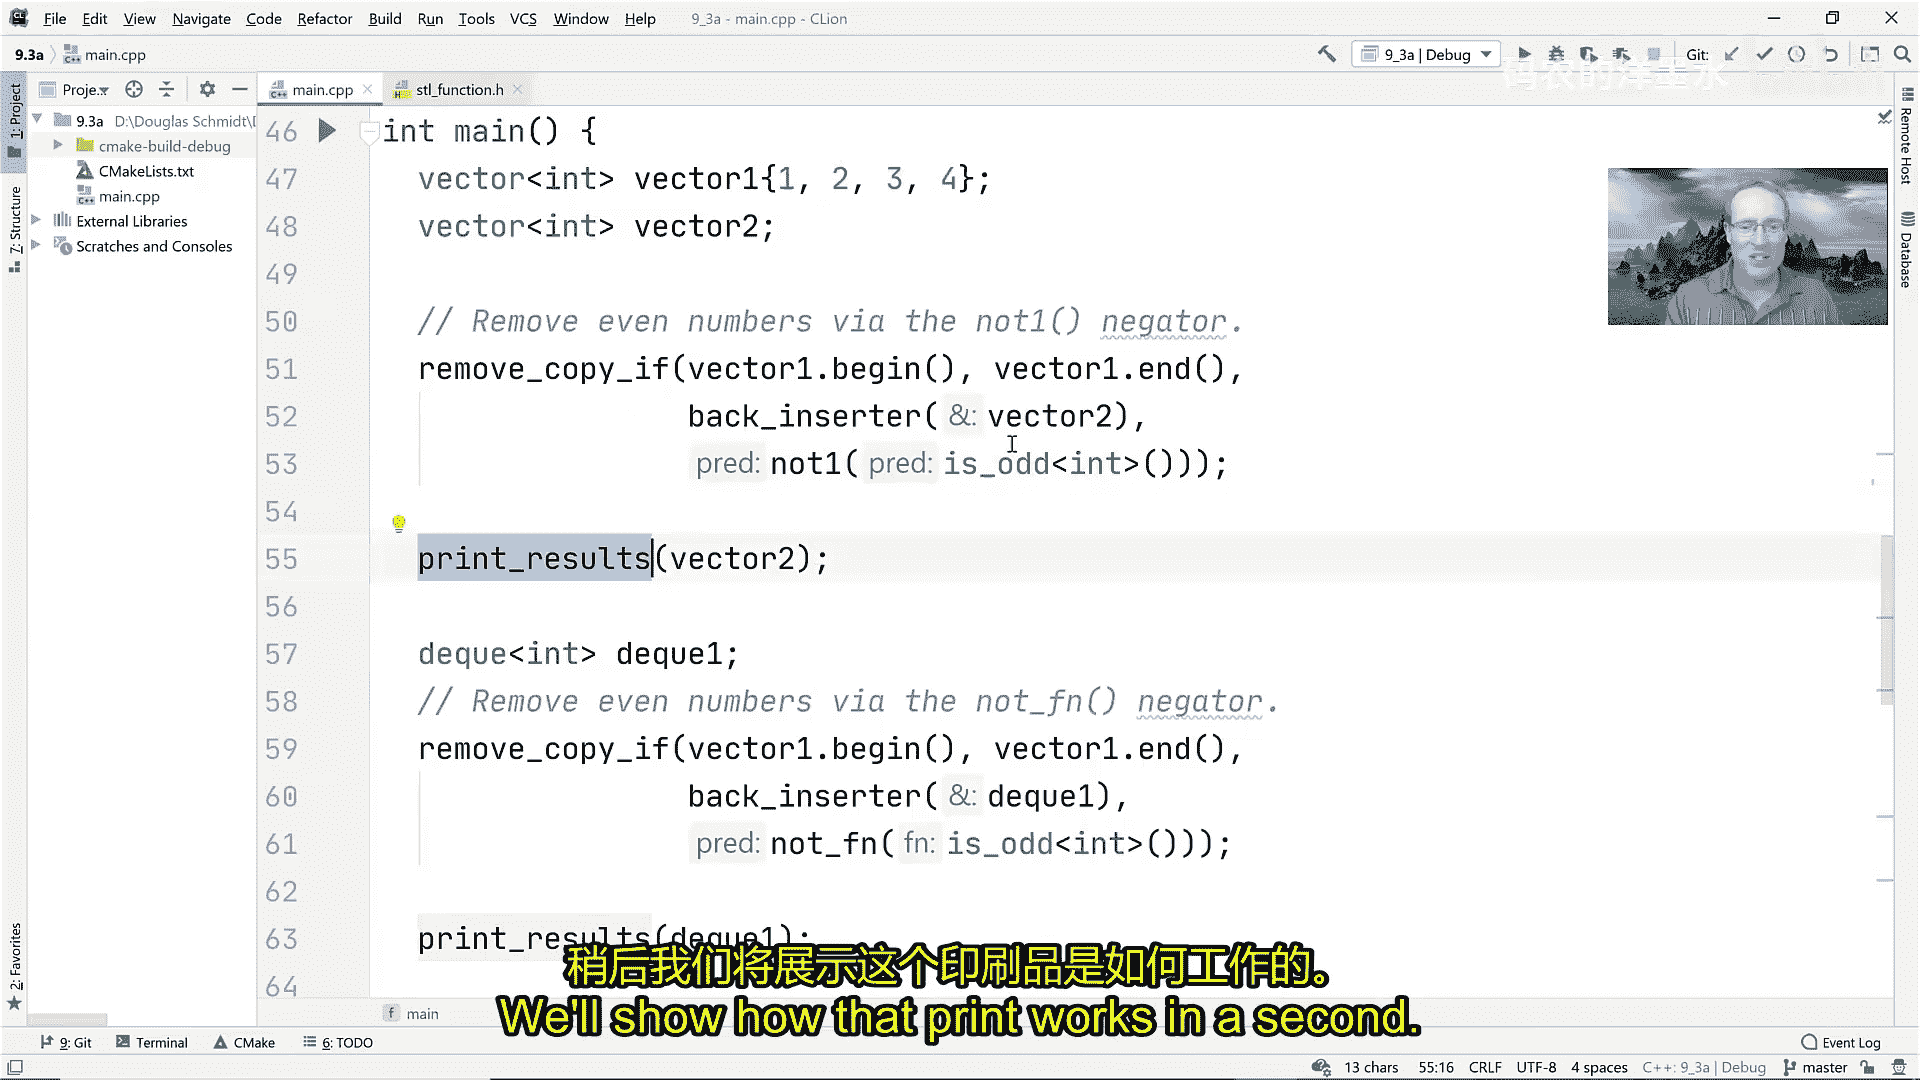 File Edit View Navigate Code Refactor Build Run Tools VCS Window Help 9_3a - main.cpp - CLion
9.3a main.cpp 9_3a | Debug Git:
码农的洋墨水
1: Project
Proje... main.cpp stl_function.h
9.3a D:\Douglas Schmidt\D
cmake-build-debug
CMakeLists.txt
main.cpp
External Libraries
Scratches and Consoles
7: Structure
2: Favorites
Remote Host
Database
46 int main() {
47 vector<int> vector1{1, 2, 3, 4};
48 vector<int> vector2;
49
50 // Remove even numbers via the not1() negator.
51 remove_copy_if(vector1.begin(), vector1.end(),
52 back_inserter( &: vector2),
53 pred: not1( pred: is_odd<int>()));
54
55 print_results(vector2);
56
57 deque<int> deque1;
58 // Remove even numbers via the not_fn() negator.
59 remove_copy_if(vector1.begin(), vector1.end(),
60 back_inserter( &: deque1),
61 pred: not_fn( fn: is_odd<int>()));
62
63 print_results(deque1);
64
稍后我们将展示这个印刷品是如何工作的。
We'll show how that print works in a second.
f main
9: Git Terminal CMake 6: TODO Event Log
13 chars 55:16 CRLF UTF-8 4 spaces C++: 9_3a | Debug master